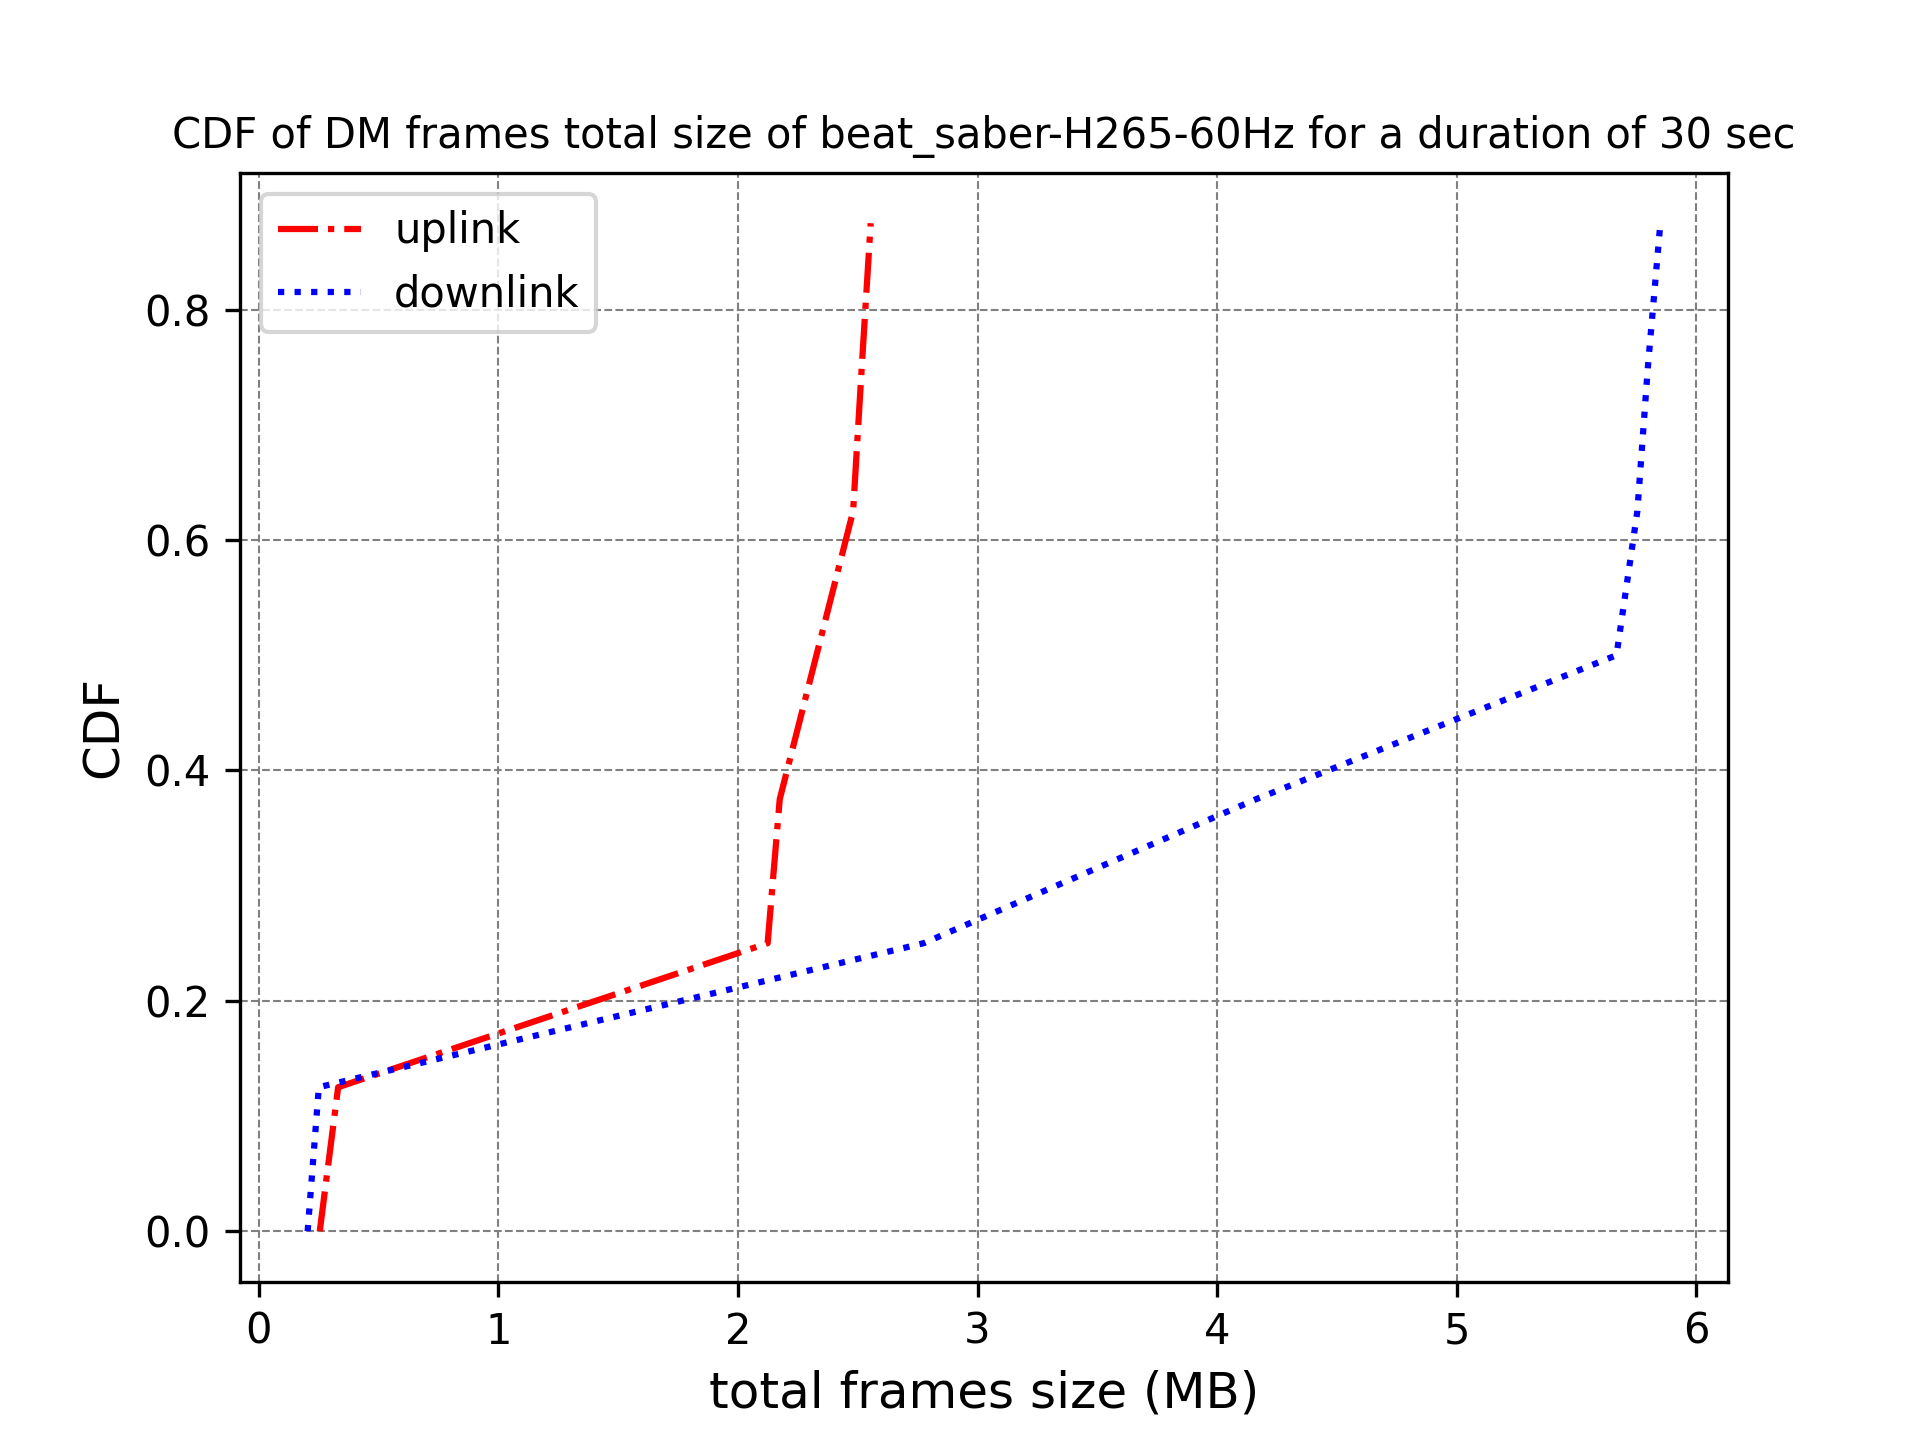 CDF of DM frames total size of beat_saber-H265-60Hz for a duration of 30 sec
uplink
downlink
0.8
0.6
0.4
0.2
0.0
CDF
0 1 2 3 4 5 6
total frames size (MB)